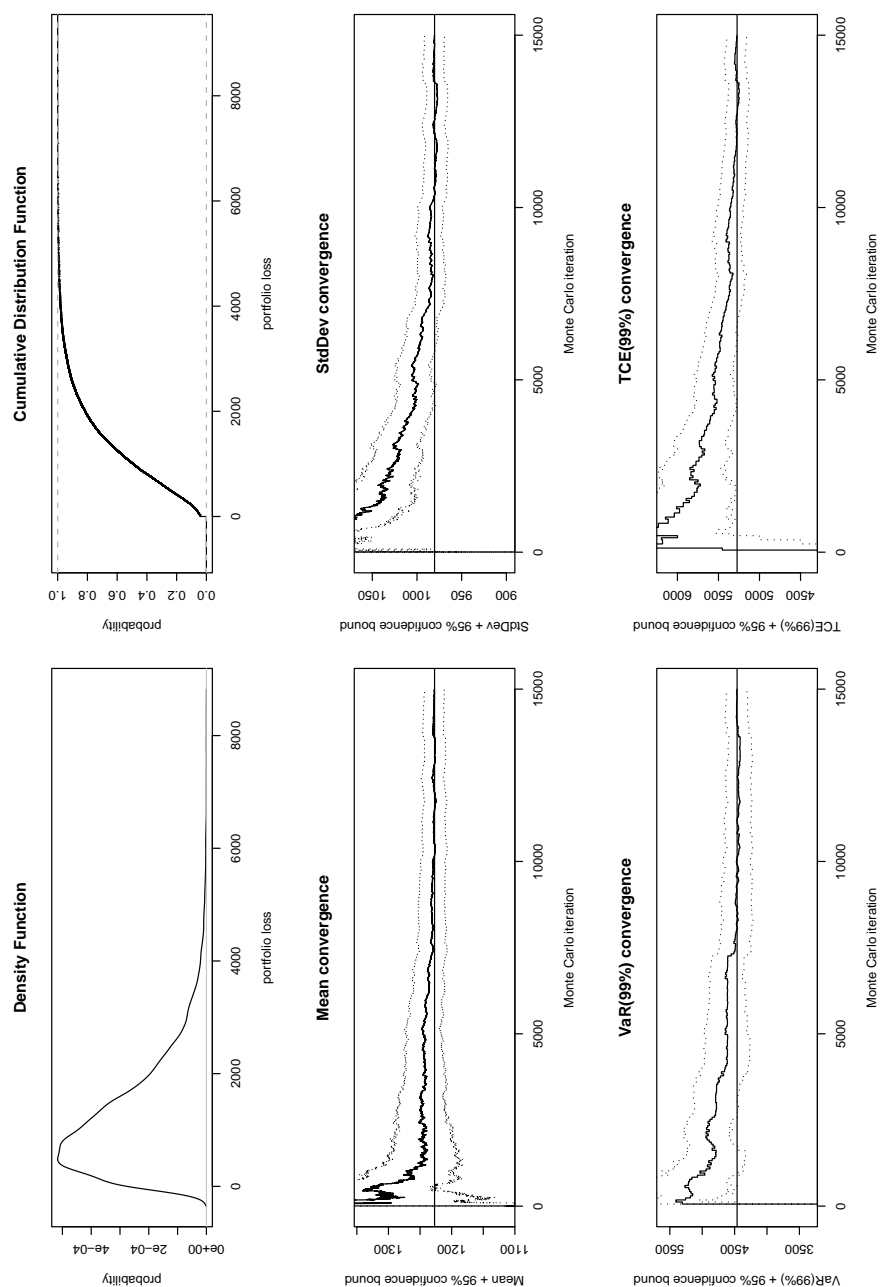 Density Function
probability
4e−04
2e−04
0e+00
0 2000 4000 6000 8000
portfolio loss
Cumulative Distribution Function
probability
1.0
0.8
0.6
0.4
0.2
0.0
0 2000 4000 6000 8000
portfolio loss
Mean convergence
Mean + 95% confidence bound
1300
1200
1100
0 5000 10000 15000
Monte Carlo iteration
StdDev convergence
StdDev + 95% confidence bound
1050
1000
950
900
0 5000 10000 15000
Monte Carlo iteration
VaR(99%) convergence
VaR(99%) + 95% confidence bound
5500
4500
3500
0 5000 10000 15000
Monte Carlo iteration
TCE(99%) convergence
TCE(99%) + 95% confidence bound
6000
5500
5000
4500
0 5000 10000 15000
Monte Carlo iteration